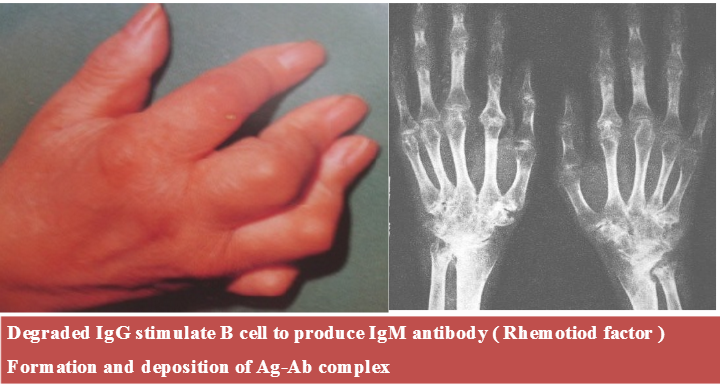 Degraded IgG stimulate B cell to produce IgM antibody ( Rhemotiod factor )
Formation and deposition of Ag-Ab complex